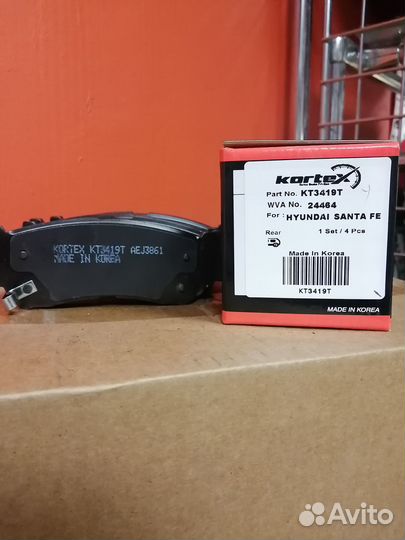 KORTEX KT3419T AEJ3861
MADE IN KOREA
kortex
Part No. KT3419T
WVA No. 24464
For : HYUNDAI SANTA FE
Rear 1 Set / 4 Pcs
Made In Korea
KT3419T
MADE IN KOREA
Avito